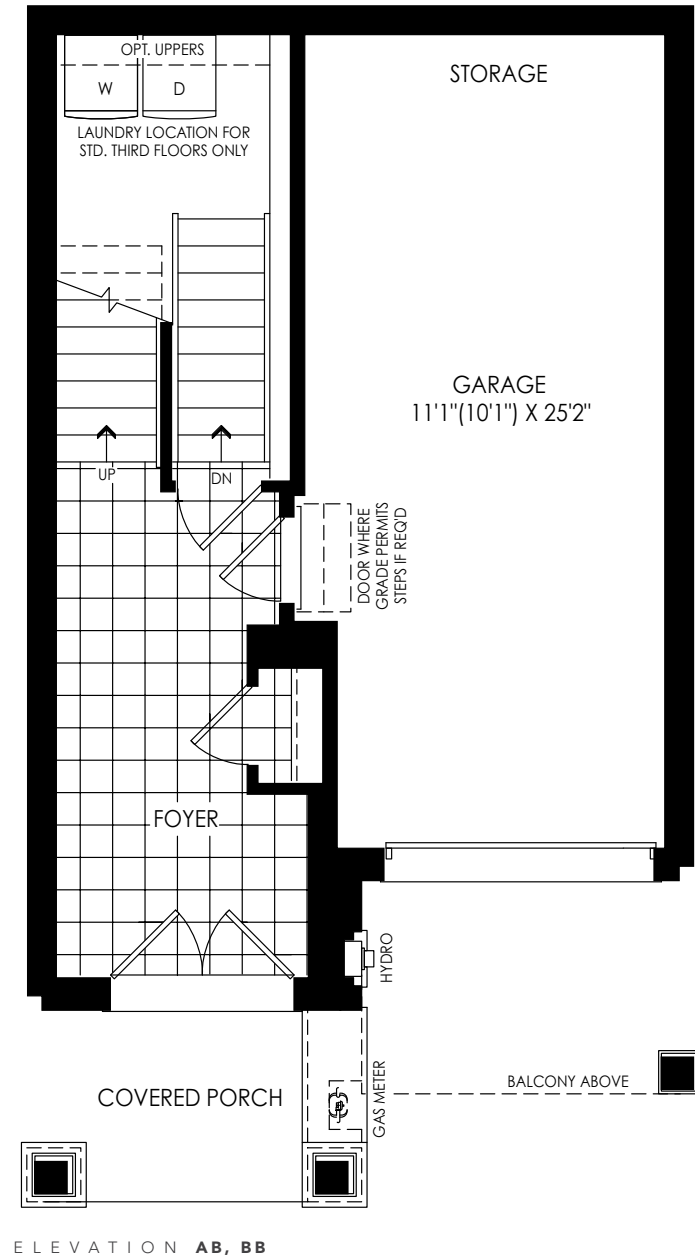 OPT. UPPERS
W
D
LAUNDRY LOCATION FOR
STD. THIRD FLOORS ONLY
STORAGE
GARAGE
11'1"(10'1") X 25'2"
UP
DN
DOOR WHERE
GRADE PERMITS
STEPS IF REQ'D
FOYER
HYDRO
GAS METER
COVERED PORCH
BALCONY ABOVE
ELEVATION AB, BB